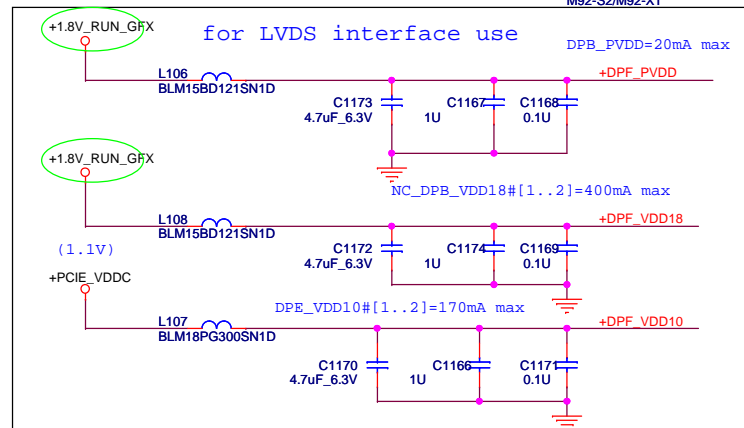 M92-S2/M92-XT
+1.8V_RUN_GFX
for LVDS interface use
DPB_PVDD=20mA max
L106
BLM15BD121SN1D
+DPF_PVDD
C1173
4.7uF_6.3V
C1167
1U
C1168
0.1U
+1.8V_RUN_GFX
NC_DPB_VDD18#[1..2]=400mA max
L108
BLM15BD121SN1D
+DPF_VDD18
(1.1V)
+PCIE_VDDC
C1172
4.7uF_6.3V
C1174
1U
C1169
0.1U
DPE_VDD10#[1..2]=170mA max
L107
BLM18PG300SN1D
+DPF_VDD10
C1170
4.7uF_6.3V
C1166
1U
C1171
0.1U